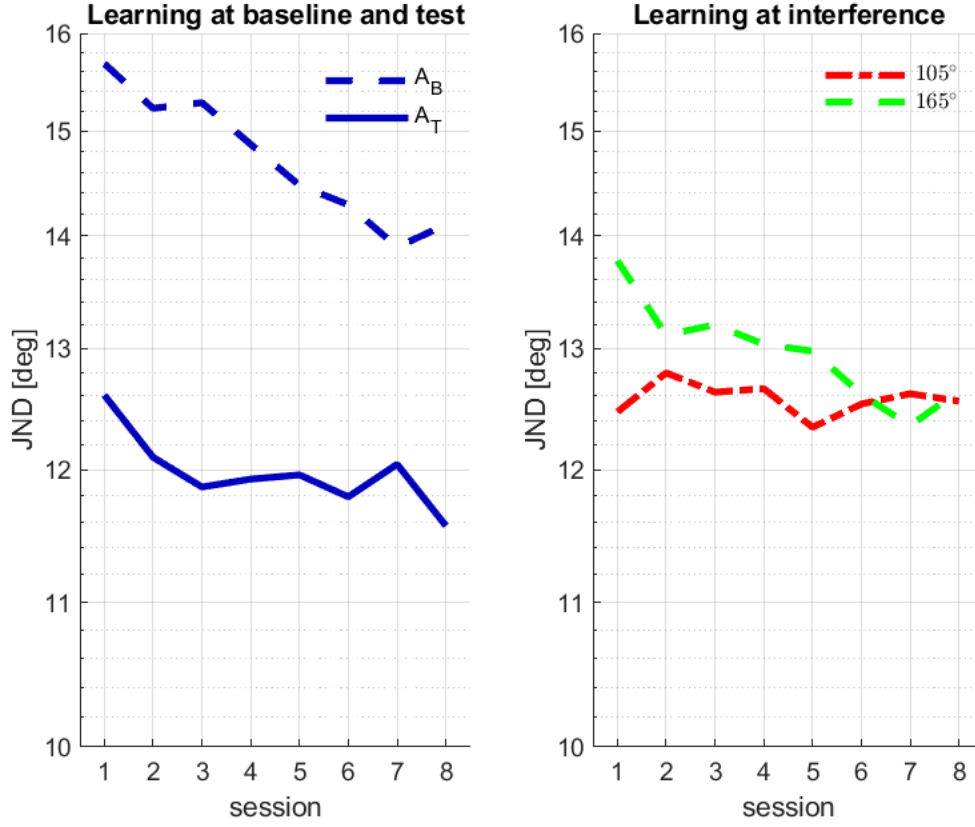 Learning at baseline and test
16
15
14
13
12
11
10
JND [deg]
1 2 3 4 5 6 7 8
session
A_B
A_T
Learning at interference
16
15
14
13
12
11
10
JND [deg]
1 2 3 4 5 6 7 8
session
105°
165°